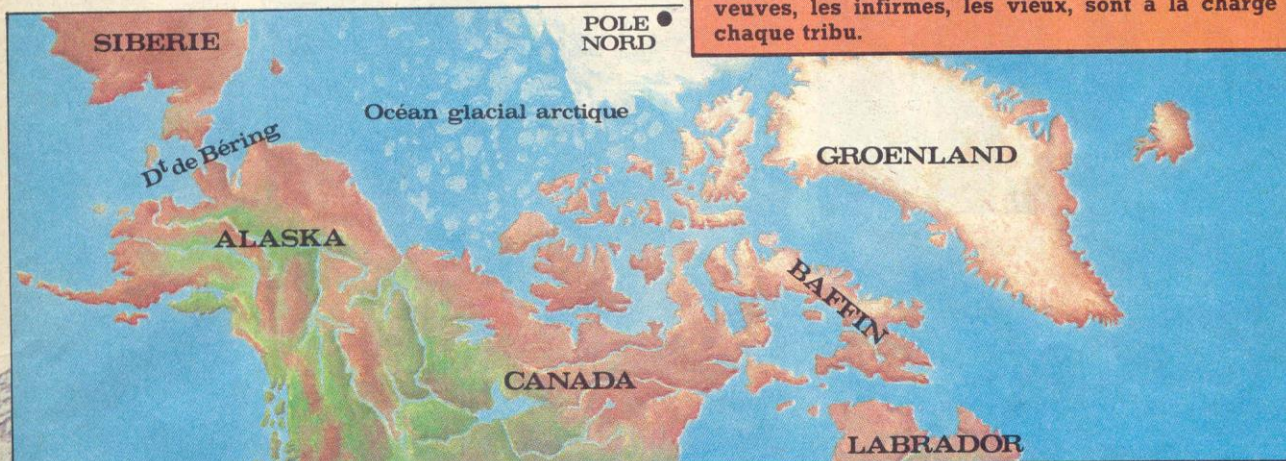 veuves, les infirmes, les vieux, sont à la charge
chaque tribu.
SIBERIE
POLE
NORD
Océan glacial arctique
Dt de Béring
GROENLAND
ALASKA
BAFFIN
CANADA
LABRADOR